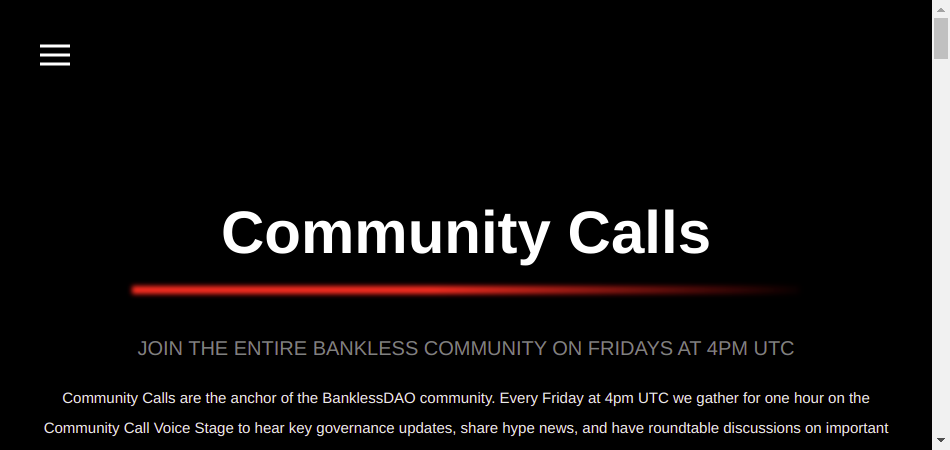 Community Calls
JOIN THE ENTIRE BANKLESS COMMUNITY ON FRIDAYS AT 4PM UTC
Community Calls are the anchor of the BanklessDAO community. Every Friday at 4pm UTC we gather for one hour on the
Community Call Voice Stage to hear key governance updates, share hype news, and have roundtable discussions on important